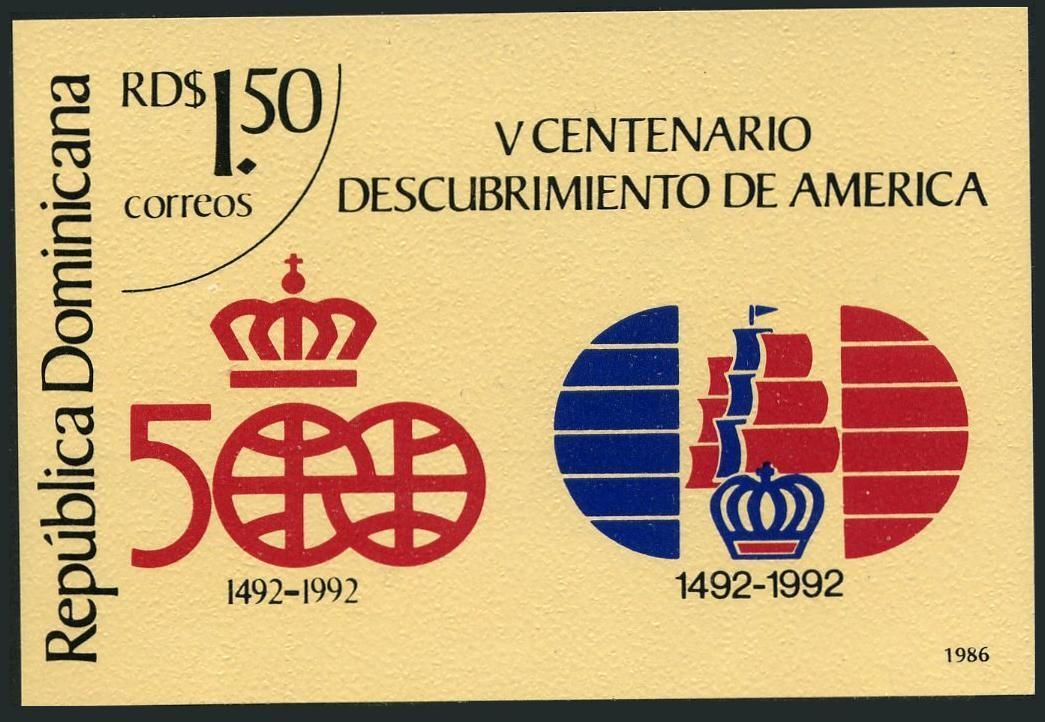 República Dominicana
RD$1.50
correos
V CENTENARIO
DESCUBRIMIENTO DE AMERICA
500
1492-1992
1492-1992
1986